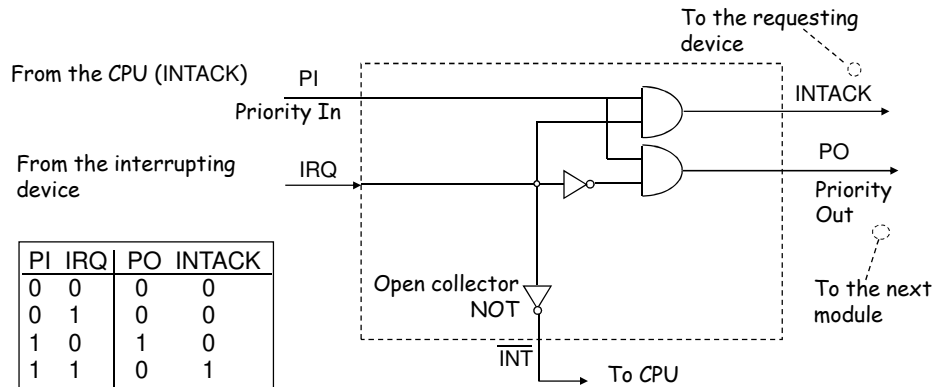 To the requesting
device
From the CPU (INTACK)
PI
Priority In
INTACK
From the interrupting
device
IRQ
PO
Priority
Out
PI IRQ PO INTACK
0 0 0 0
0 1 0 0
1 0 1 0
1 1 0 1
Open collector
NOT
To the next
module
INT
To CPU